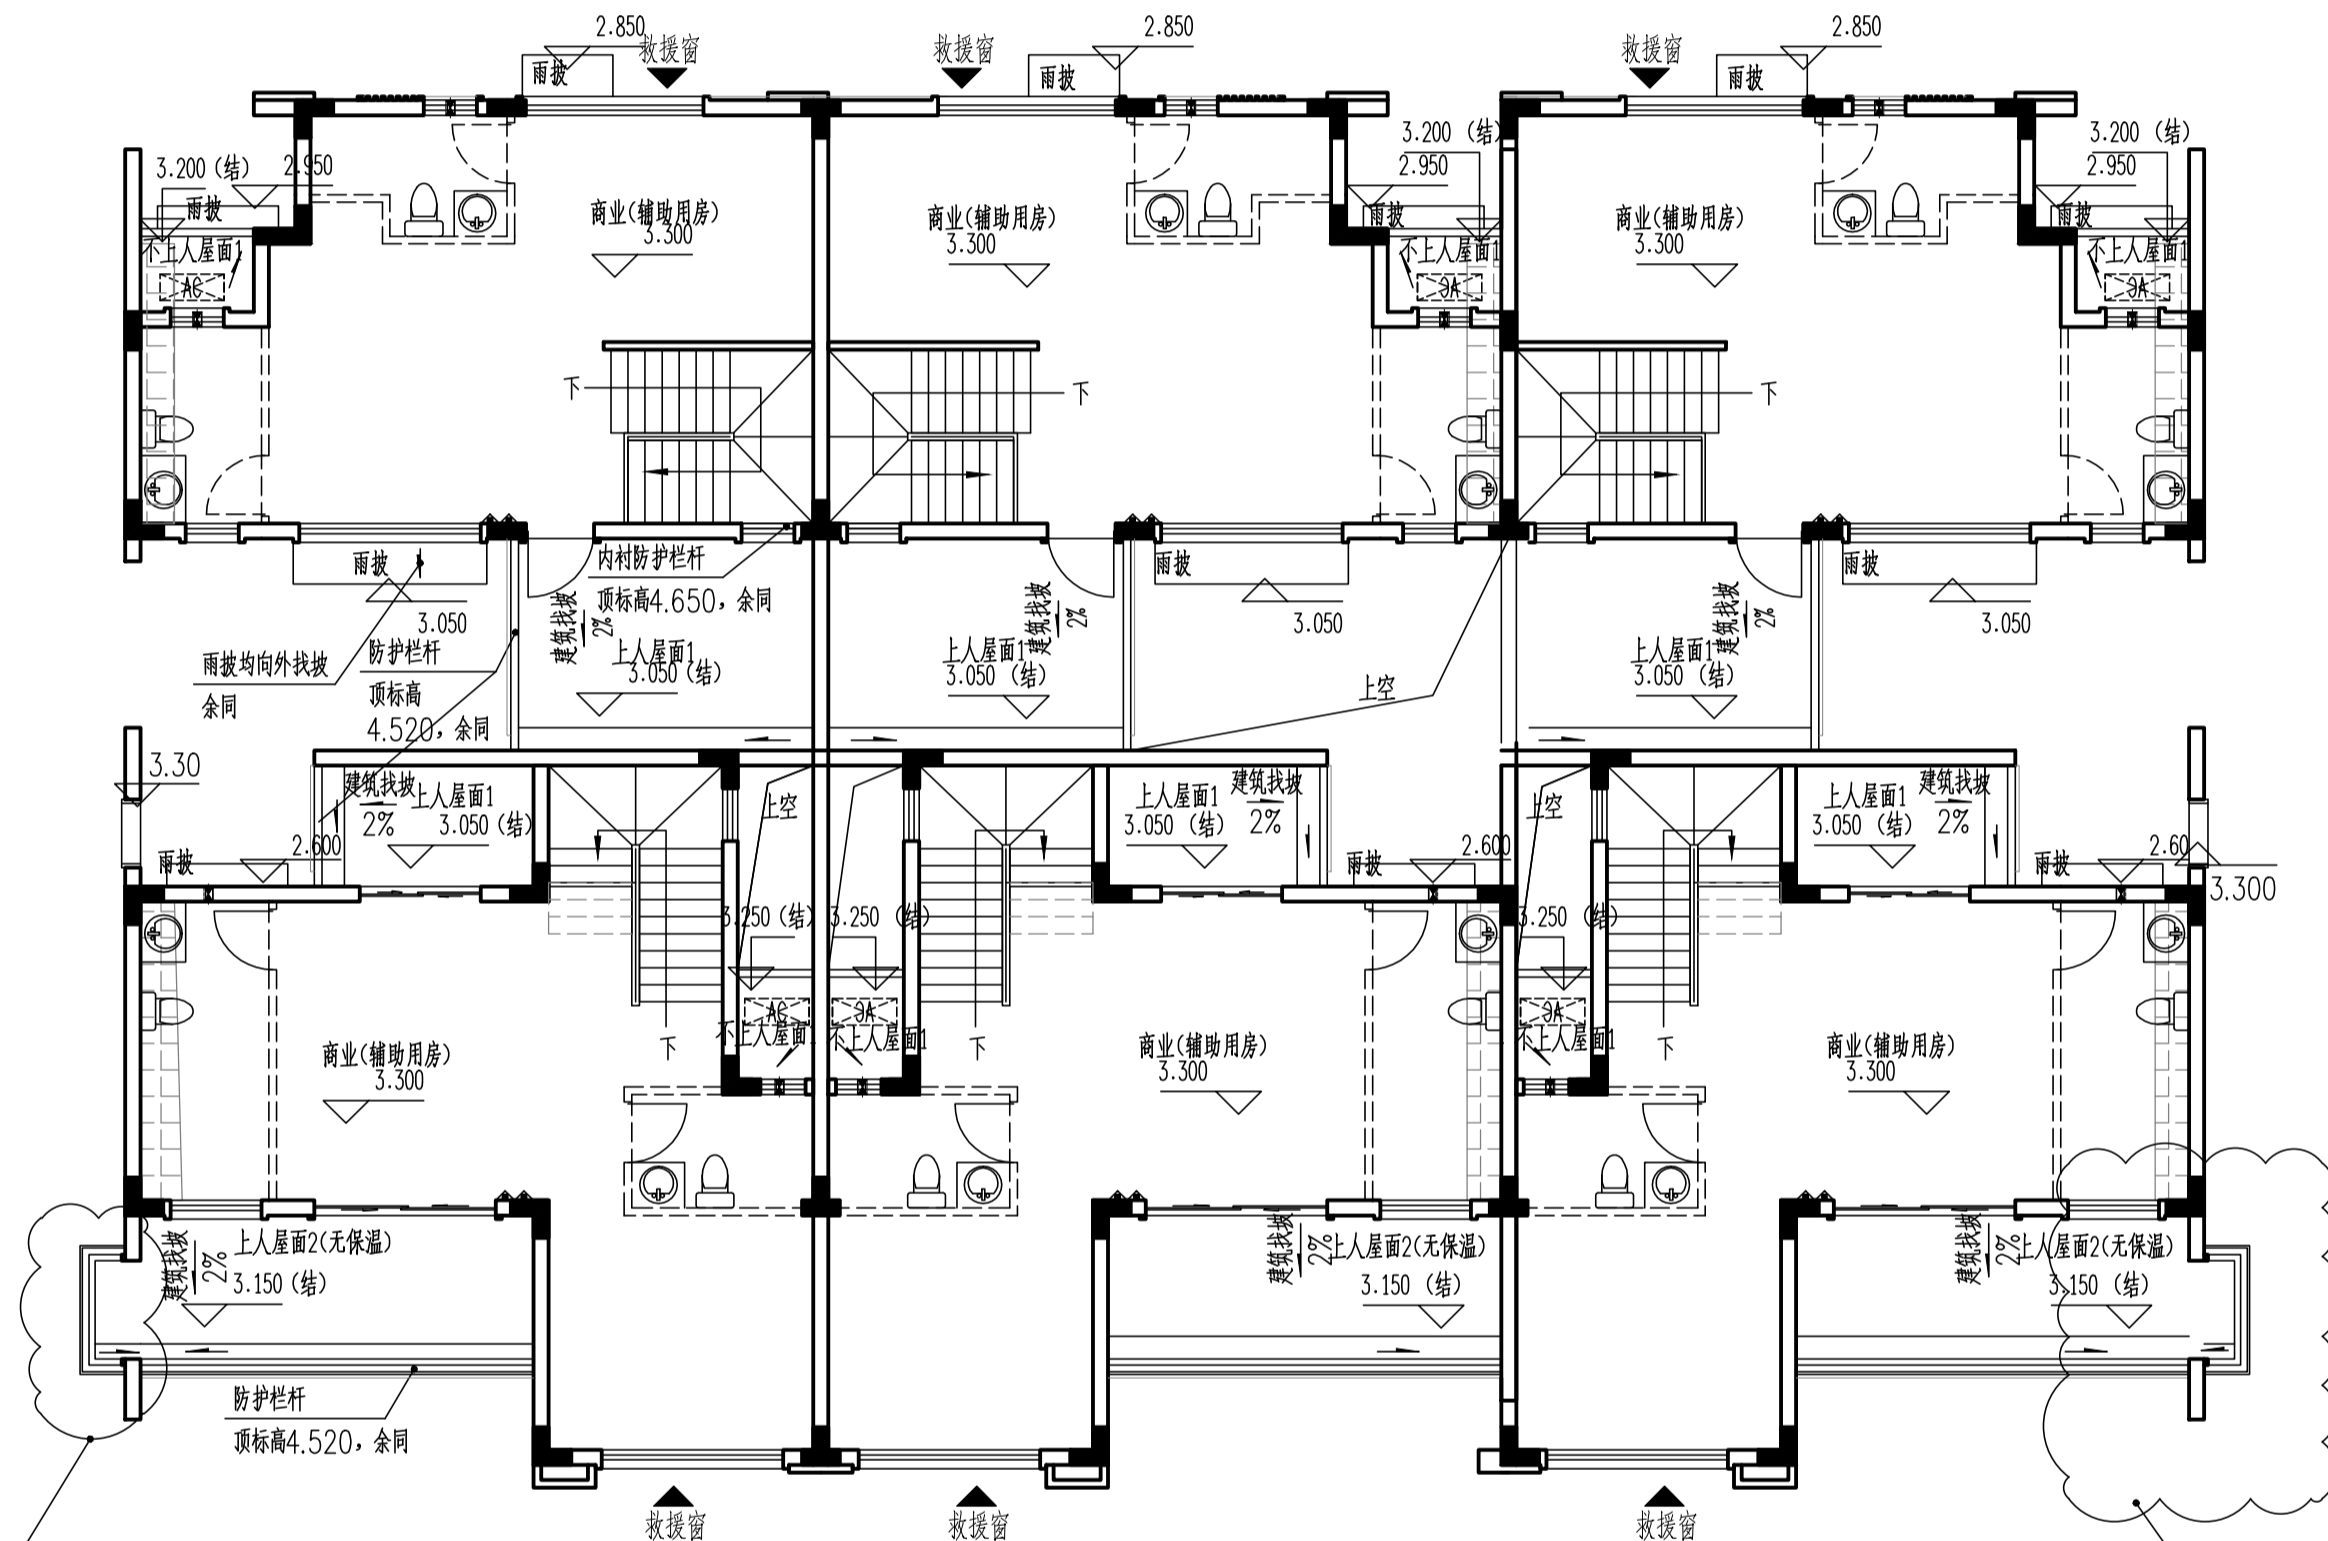 2.850
救援窗
雨披
救援窗
2.850
雨披
救援窗
2.850
雨披
3.200（结）
2.950
雨披
不上人屋面1
AC
商业(辅助用房)
3.300
商业(辅助用房)
3.300
3.200（结）
2.950
雨披
不上人屋面1
AC
商业(辅助用房)
3.300
3.200（结）
2.950
雨披
不上人屋面1
AC
下
下
下
雨披
3.050
内衬防护栏杆
顶标高4.650，余同
建筑找坡
2%
上人屋面1
3.050（结）
建筑找坡
2%
上人屋面1
3.050（结）
雨披
3.050
建筑找坡
2%
上人屋面1
3.050（结）
雨披
3.050
雨披均向外找坡
余同
防护栏杆
顶标高
4.520，余同
上空
3.30
建筑找坡
2%
上人屋面1
3.050（结）
雨披
2.600
上空
上人屋面1
3.050（结）
建筑找坡
2%
雨披
2.600
上空
上人屋面1
3.050（结）
建筑找坡
2%
雨披
2.60
3.300
3.250（结）
3.250（结）
3.250（结）
AC
不上人屋面1
AC
不上人屋面1
AC
不上人屋面1
下
下
下
商业(辅助用房)
3.300
商业(辅助用房)
3.300
商业(辅助用房)
3.300
建筑找坡
2%
上人屋面2(无保温)
3.150（结）
建筑找坡
2%
上人屋面2(无保温)
3.150（结）
建筑找坡
2%
上人屋面2(无保温)
3.150（结）
防护栏杆
顶标高4.520，余同
救援窗
救援窗
救援窗